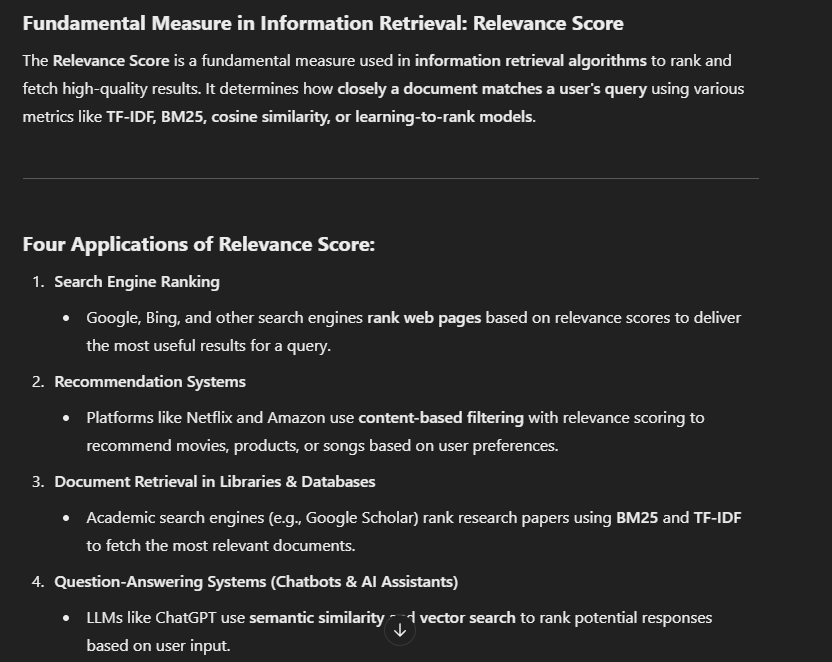 Fundamental Measure in Information Retrieval: Relevance Score
The Relevance Score is a fundamental measure used in information retrieval algorithms to rank and
fetch high-quality results. It determines how closely a document matches a user's query using various
metrics like TF-IDF, BM25, cosine similarity, or learning-to-rank models.
Four Applications of Relevance Score:
1. Search Engine Ranking
• Google, Bing, and other search engines rank web pages based on relevance scores to deliver
the most useful results for a query.
2. Recommendation Systems
• Platforms like Netflix and Amazon use content-based filtering with relevance scoring to
recommend movies, products, or songs based on user preferences.
3. Document Retrieval in Libraries & Databases
• Academic search engines (e.g., Google Scholar) rank research papers using BM25 and TF-IDF
to fetch the most relevant documents.
4. Question-Answering Systems (Chatbots & AI Assistants)
• LLMs like ChatGPT use semantic similarity and vector search to rank potential responses
based on user input.